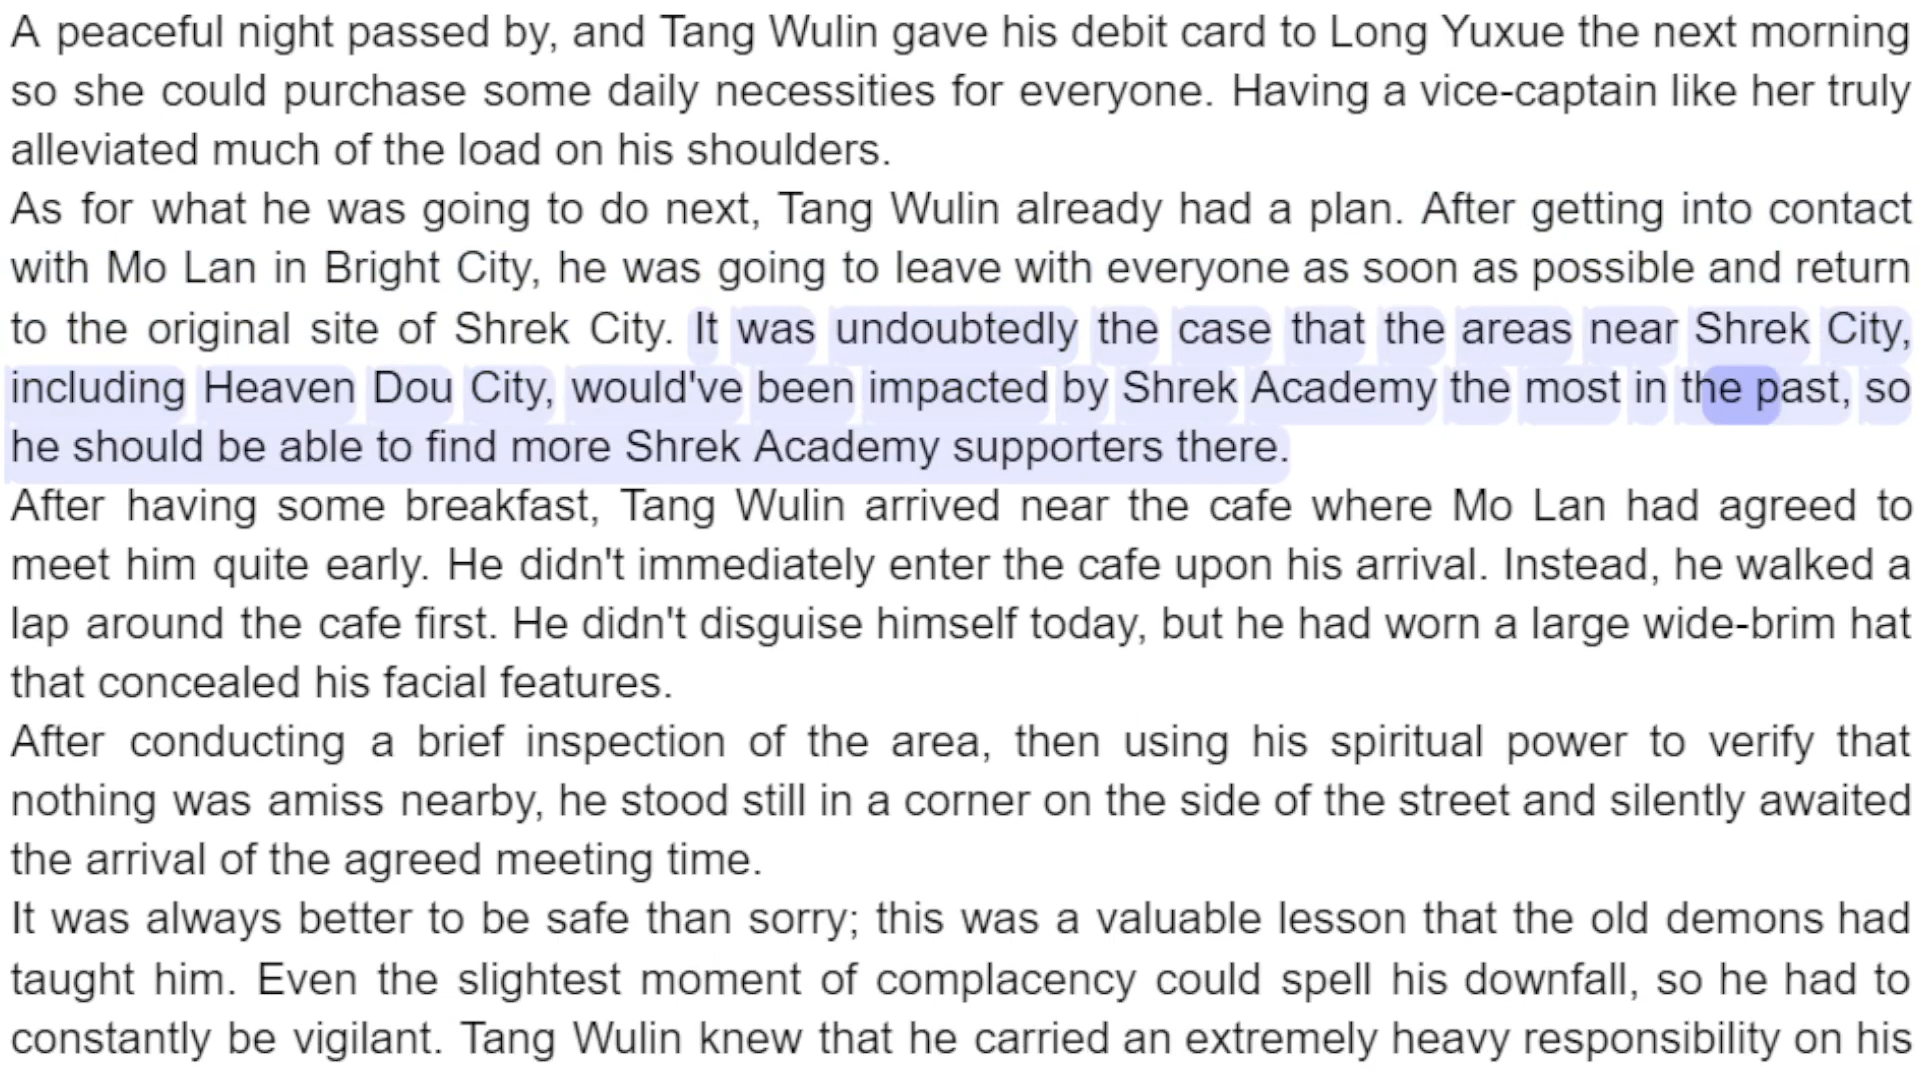 A peaceful night passed by, and Tang Wulin gave his debit card to Long Yuxue the next morning
so she could purchase some daily necessities for everyone. Having a vice-captain like her truly
alleviated much of the load on his shoulders.
As for what he was going to do next, Tang Wulin already had a plan. After getting into contact
with Mo Lan in Bright City, he was going to leave with everyone as soon as possible and return
to the original site of Shrek City. It was undoubtedly the case that the areas near Shrek City,
including Heaven Dou City, would've been impacted by Shrek Academy the most in the past, so
he should be able to find more Shrek Academy supporters there.
After having some breakfast, Tang Wulin arrived near the cafe where Mo Lan had agreed to
meet him quite early. He didn't immediately enter the cafe upon his arrival. Instead, he walked a
lap around the cafe first. He didn't disguise himself today, but he had worn a large wide-brim hat
that concealed his facial features.
After conducting a brief inspection of the area, then using his spiritual power to verify that
nothing was amiss nearby, he stood still in a corner on the side of the street and silently awaited
the arrival of the agreed meeting time.
It was always better to be safe than sorry; this was a valuable lesson that the old demons had
taught him. Even the slightest moment of complacency could spell his downfall, so he had to
constantly be vigilant. Tang Wulin knew that he carried an extremely heavy responsibility on his